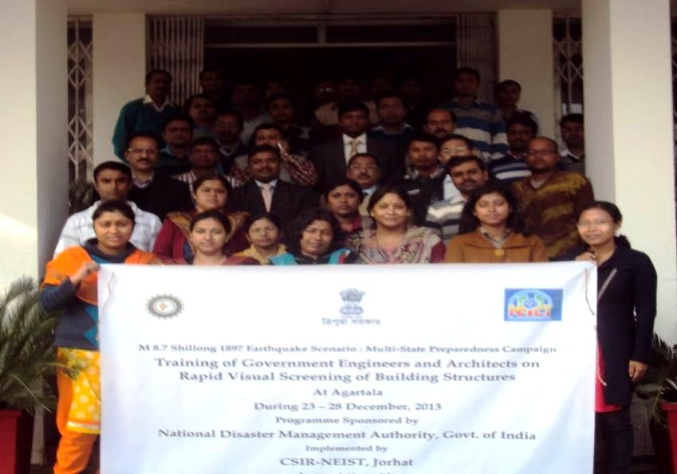 ত্রিপুরা সরকার
M 8.7 Shillong 1897 Earthquake Scenario : Multi-State Preparedness Campaign
Training of Government Engineers and Architects on
Rapid Visual Screening of Building Structures
At Agartala
During 23 – 28 December, 2013
Programme Sponsored by
National Disaster Management Authority, Govt. of India
Implemented by
CSIR-NEIST, Jorhat